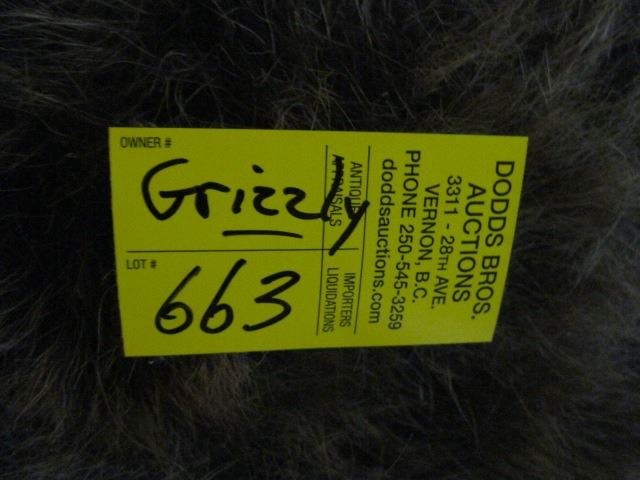 OWNER #
Grizzly
LOT #
663
ANTIQUE
APPRAISALS
IMPORTERS
LIQUIDATIONS
DODDS BROS.
AUCTIONS
3311 - 28TH AVE.
VERNON, B.C.
PHONE 250-545-3259
doddsauctions.com